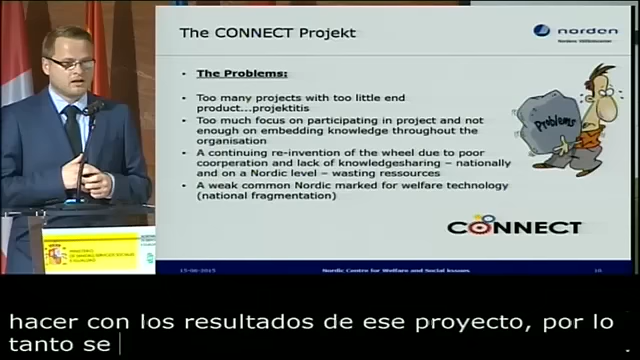 The CONNECT Projekt
norden
Nordens Välfärdscenter
The Problems:
Too many projects with too little end
product...projektitis
Too much focus on participating in project and not
enough on embedding knowledge throughout the
organisation
A continuing re-invention of the wheel due to poor
coorperation and lack of knowledgesharing – nationally
and on a Nordic level – wasting ressources
A weak common Nordic marked for welfare technology
(national fragmentation)
Problems
CONNECT
15-06-2015
Nordic Centre for Welfare and Social Issues
hacer con los resultados de ese proyecto, por lo
tanto se